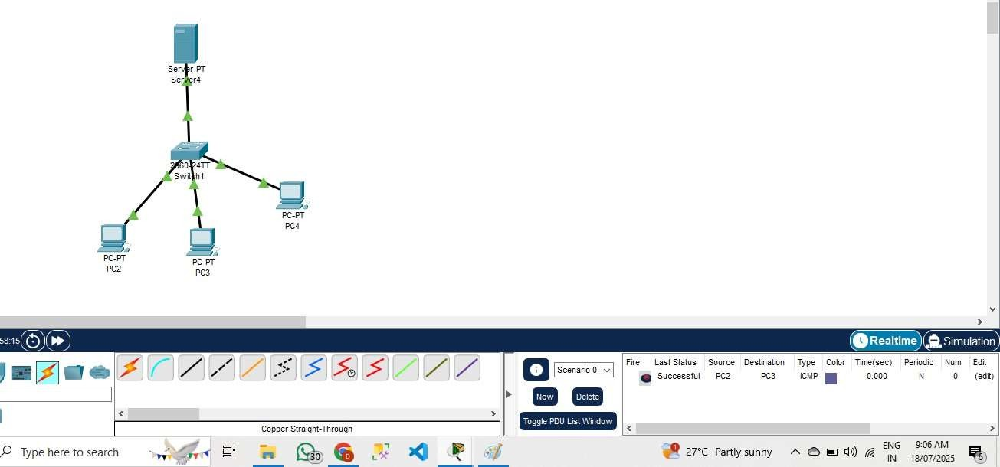 Server-PT
Server4
2960-24TT
Switch1
PC-PT
PC4
PC-PT
PC2
PC-PT
PC3
58:15
Realtime
Simulation
Scenario 0
New
Delete
Toggle PDU List Window
Fire Last Status Source Destination Type Color Time(sec) Periodic Num Edit
Successful PC2 PC3 ICMP 0.000 N 0 (edit)
Copper Straight-Through
Type here to search
30
D
1
27°C Partly sunny
ENG
IN
9:06 AM
18/07/2025
6